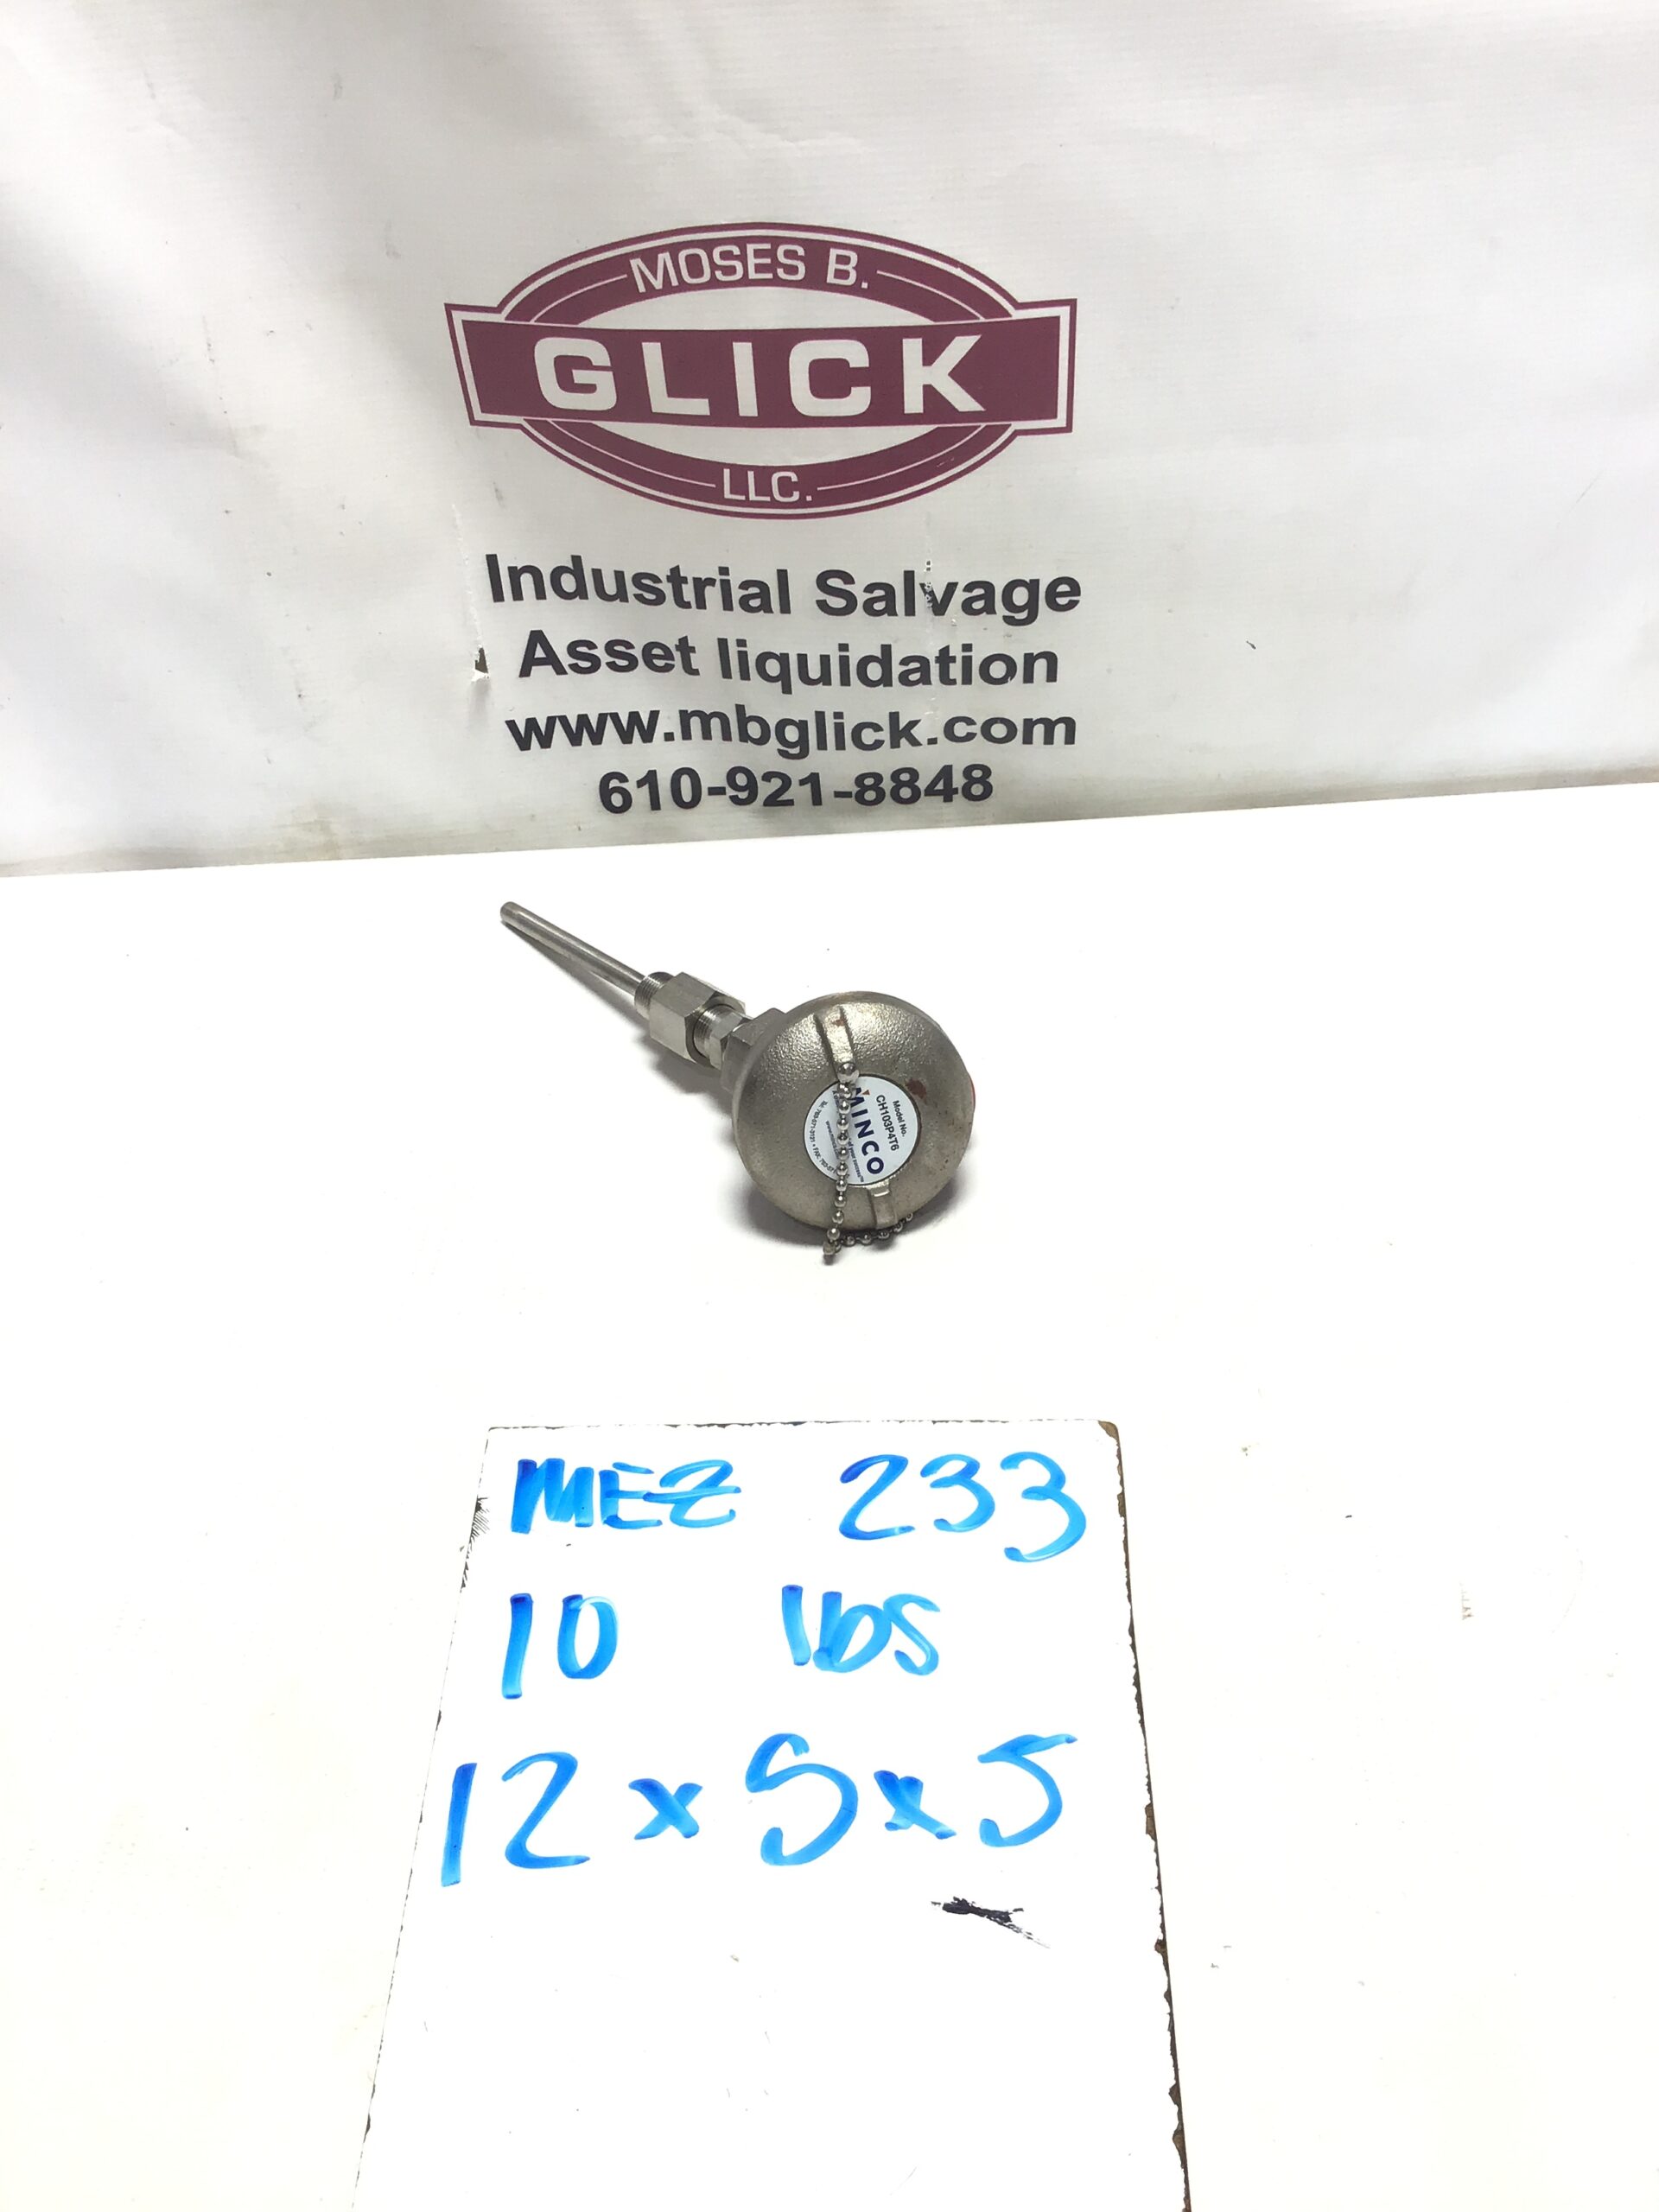 MOSES B.
GLICK
LLC.
Industrial Salvage
Asset liquidation
www.mbglick.com
610-921-8848
Model No.
CH103P4T6
MINCO
MEZ 233
10 lbs
12 x 5 x 5